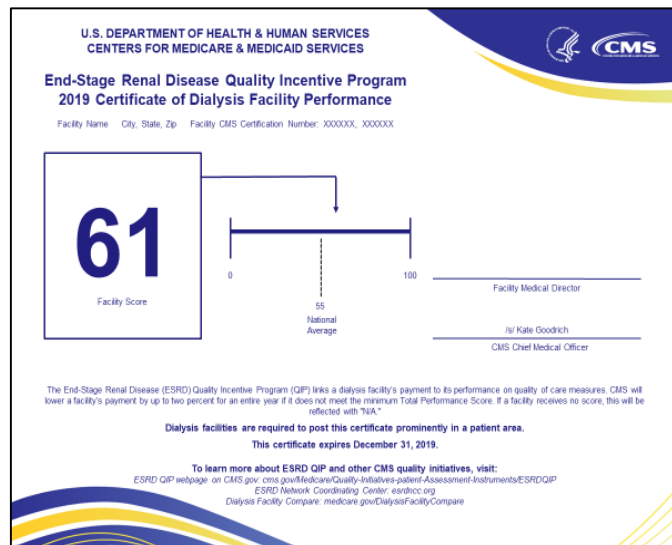 U.S. DEPARTMENT OF HEALTH & HUMAN SERVICES
CENTERS FOR MEDICARE & MEDICAID SERVICES
CMS
End-Stage Renal Disease Quality Incentive Program
2019 Certificate of Dialysis Facility Performance
Facility Name City, State, Zip Facility CMS Certification Number: XXXXXX, XXXXXX
61
Facility Score
0
100
55
National
Average
Facility Medical Director
/s/ Kate Goodrich
CMS Chief Medical Officer
The End-Stage Renal Disease (ESRD) Quality Incentive Program (QIP) links a dialysis facility's payment to its performance on quality of care measures. CMS will
lower a facility's payment by up to two percent for an entire year if it does not meet the minimum Total Performance Score. If a facility receives no score, this will be
reflected with "N/A."
Dialysis facilities are required to post this certificate prominently in a patient area.
This certificate expires December 31, 2019.
To learn more about ESRD QIP and other CMS quality initiatives, visit:
ESRD QIP webpage on CMS.gov: cms.gov/Medicare/Quality-Initiatives-patient-Assessment-Instruments/ESRDQIP
ESRD Network Coordinating Center: esrdncc.org
Dialysis Facility Compare: medicare.gov/DialysisFacilityCompare